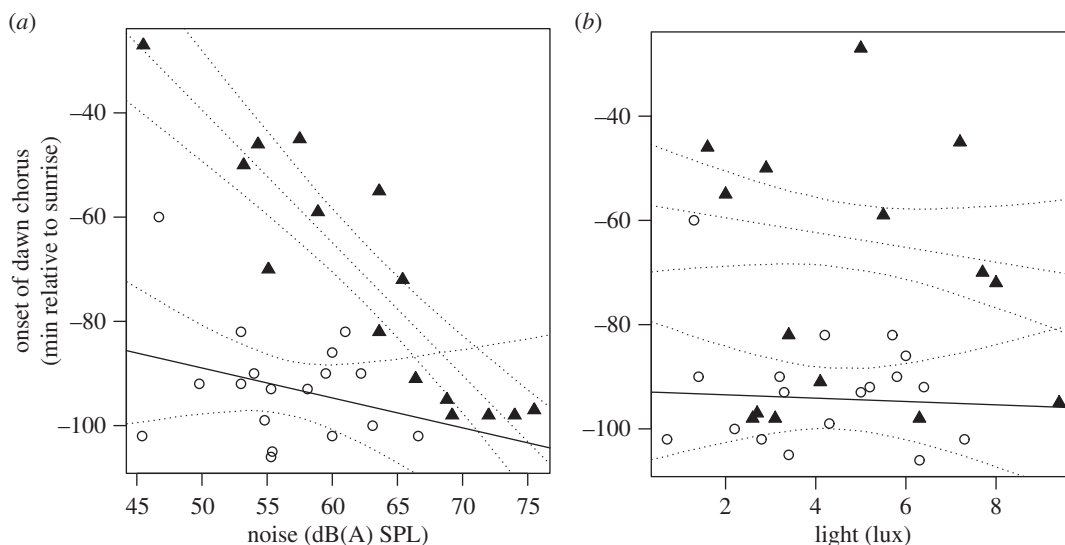 (a)
(b)
onset of dawn chorus
(min relative to sunrise)
–40
–60
–80
–100
45 50 55 60 65 70 75
noise (dB(A) SPL)
–40
–60
–80
–100
2 4 6 8
light (lux)